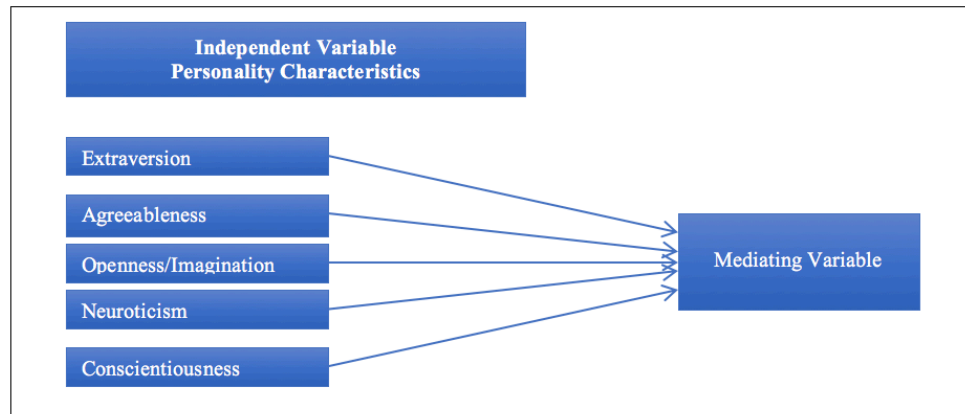 Independent Variable
Personality Characteristics
Extraversion
Agreeableness
Openness/Imagination
Neuroticism
Conscientiousness
Mediating Variable